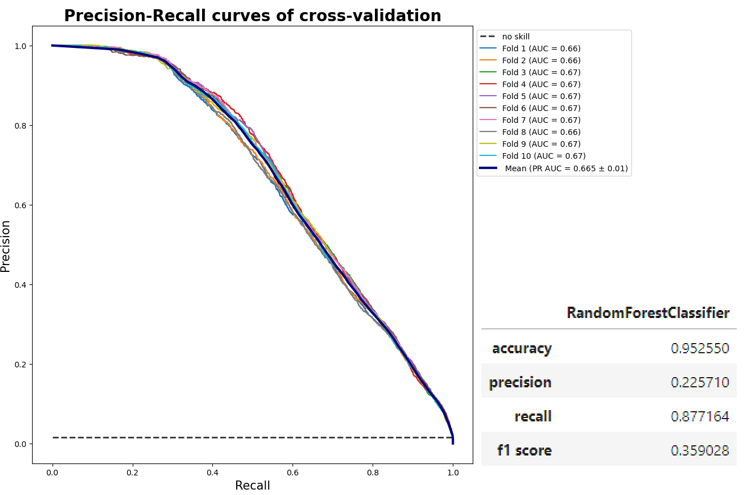 Precision-Recall curves of cross-validation
1.0
0.8
0.6
0.4
0.2
0.0
Precision
0.0 0.2 0.4 0.6 0.8 1.0
Recall
no skill
Fold 1 (AUC = 0.66)
Fold 2 (AUC = 0.66)
Fold 3 (AUC = 0.67)
Fold 4 (AUC = 0.67)
Fold 5 (AUC = 0.67)
Fold 6 (AUC = 0.67)
Fold 7 (AUC = 0.67)
Fold 8 (AUC = 0.66)
Fold 9 (AUC = 0.67)
Fold 10 (AUC = 0.67)
Mean (PR AUC = 0.665 ± 0.01)
RandomForestClassifier
accuracy 0.952550
precision 0.225710
recall 0.877164
f1 score 0.359028